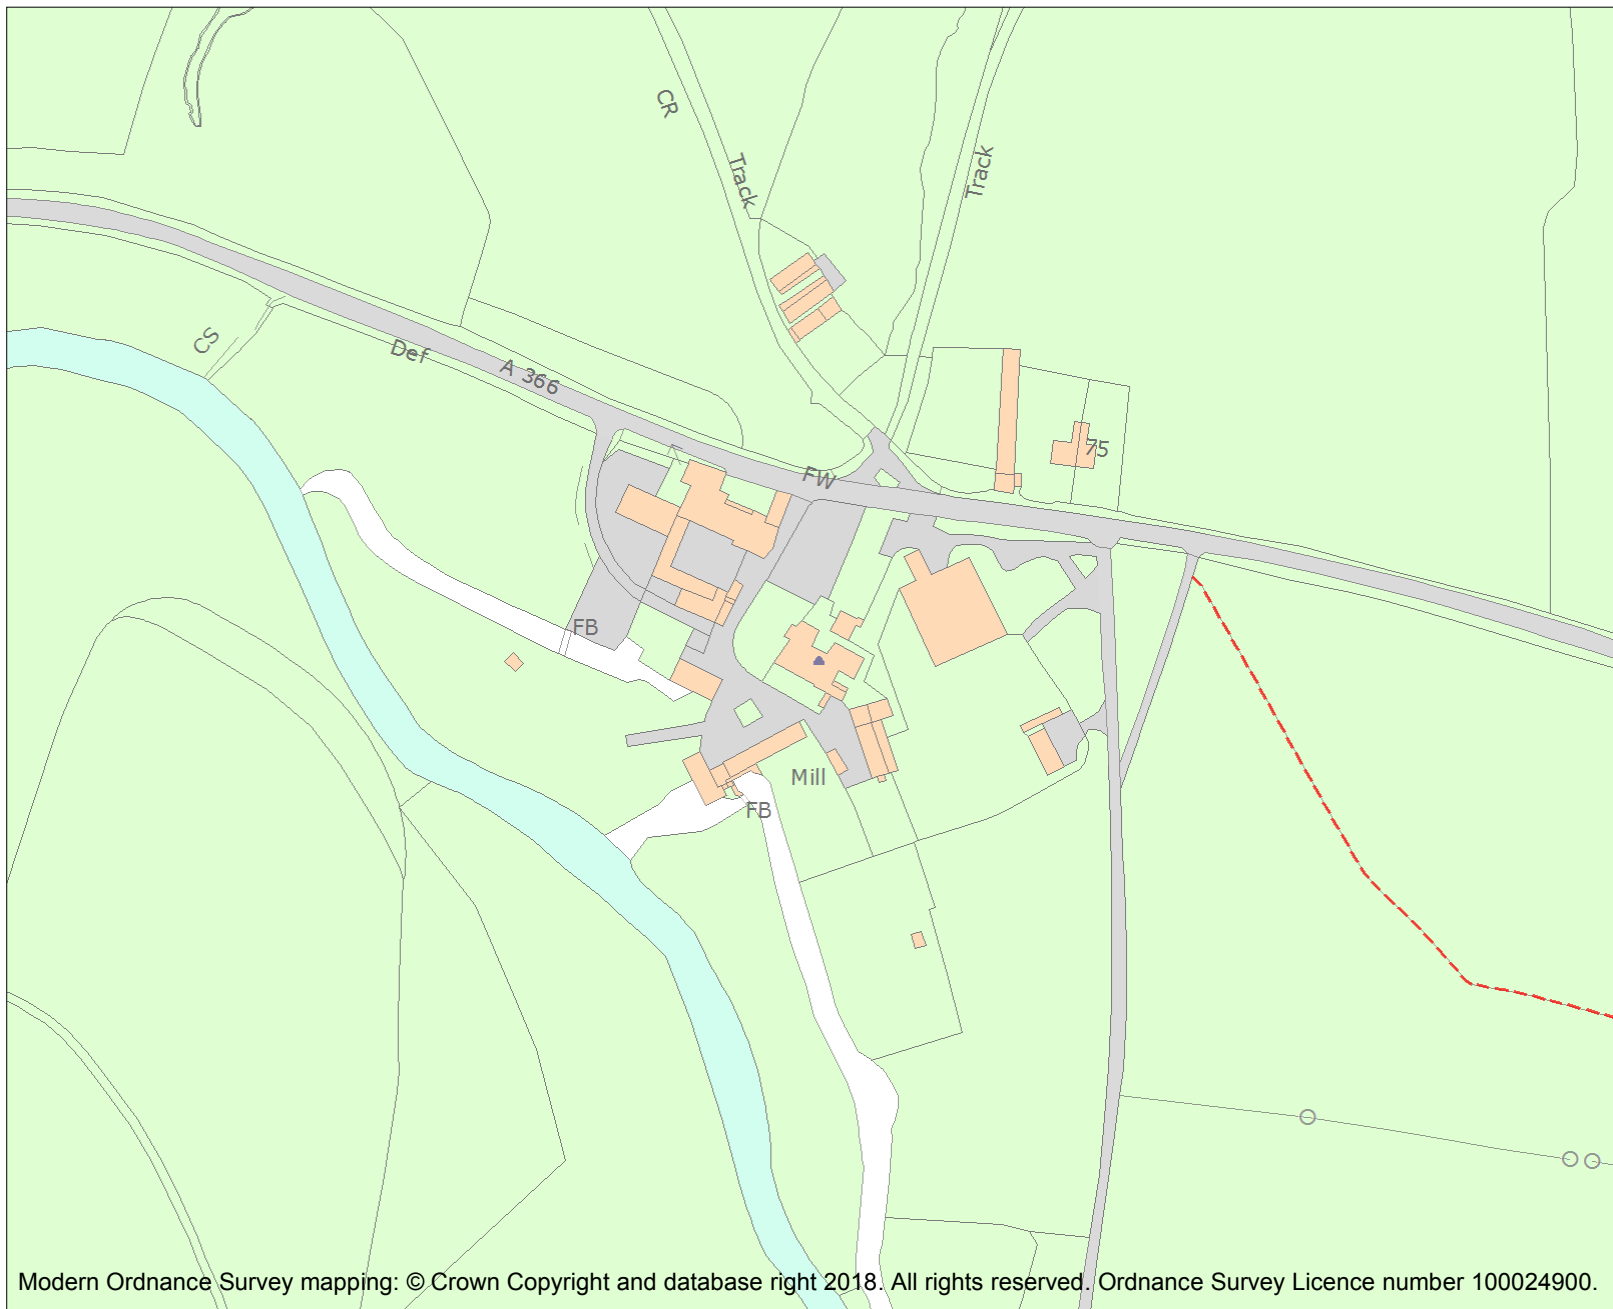 CR
Track
Track
CS
Def
A 366
75
FW
FB
Mill
FB
Modern Ordnance Survey mapping: © Crown Copyright and database right 2018. All rights reserved. Ordnance Survey Licence number 100024900.